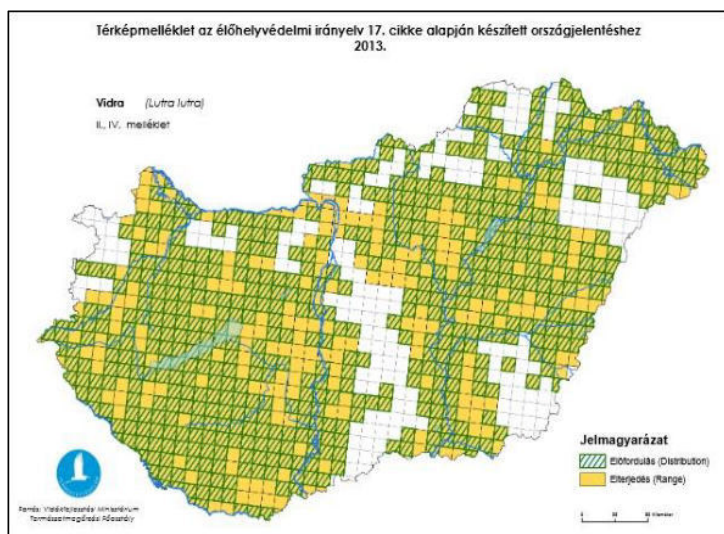 Térképmelléklet az élőhelyvédelmi irányelv 17. cikke alapján készített országjelentéshez
2013.
Vidra (Lutra lutra)
II., IV. melléklet
Jelmagyarázat
Előfordulás (Distribution)
Elterjedés (Range)
Forrás: Vidékfejlesztési Minisztérium
Természetmegőrzési Főosztály